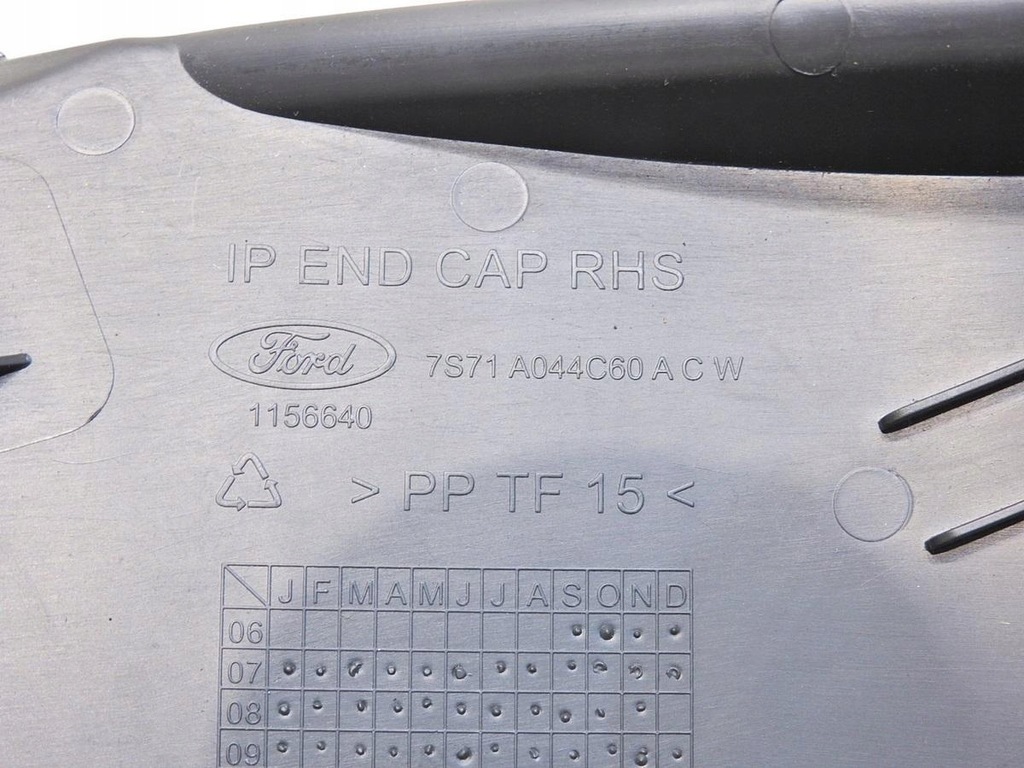 IP END CAP RHS
Ford
7S71 A044C60 A C W
1156640
> PP TF 15 <
J F M A M J J A S O N D
06
07
08
09